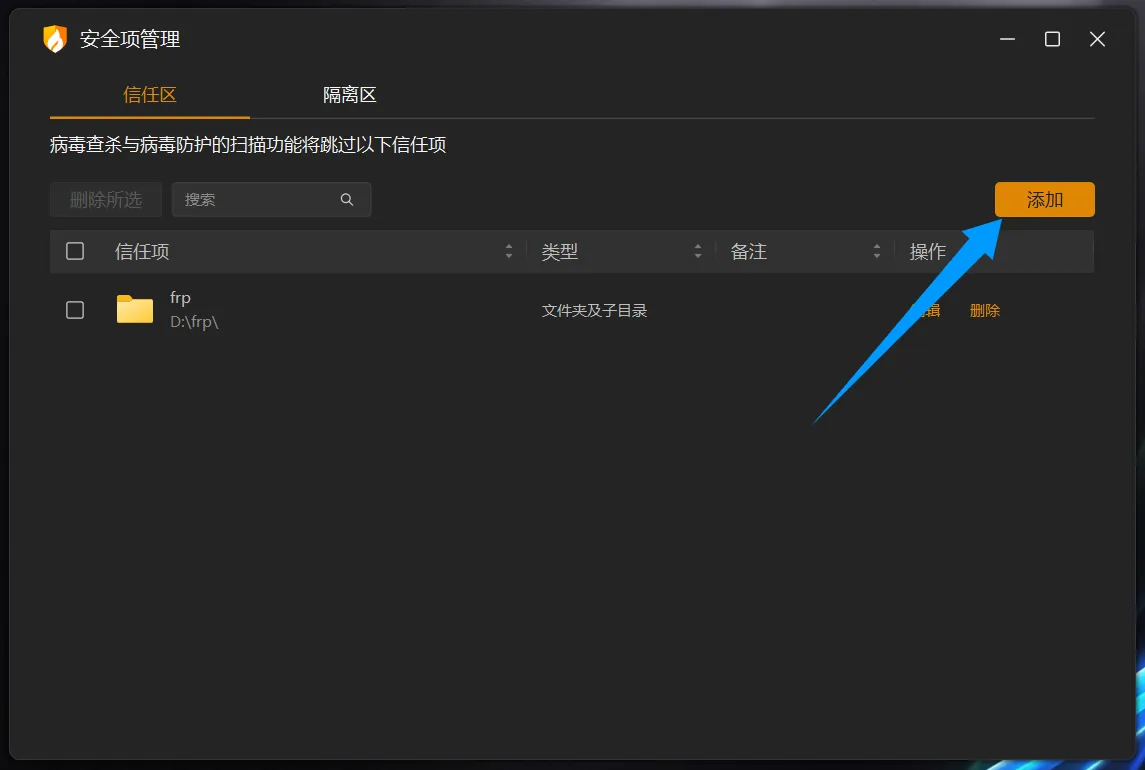 安全项管理
信任区 隔离区
病毒查杀与病毒防护的扫描功能将跳过以下信任项
删除所选 搜索 添加
信任项 类型 备注 操作
frp
D:\frp\
文件夹及子目录 删除